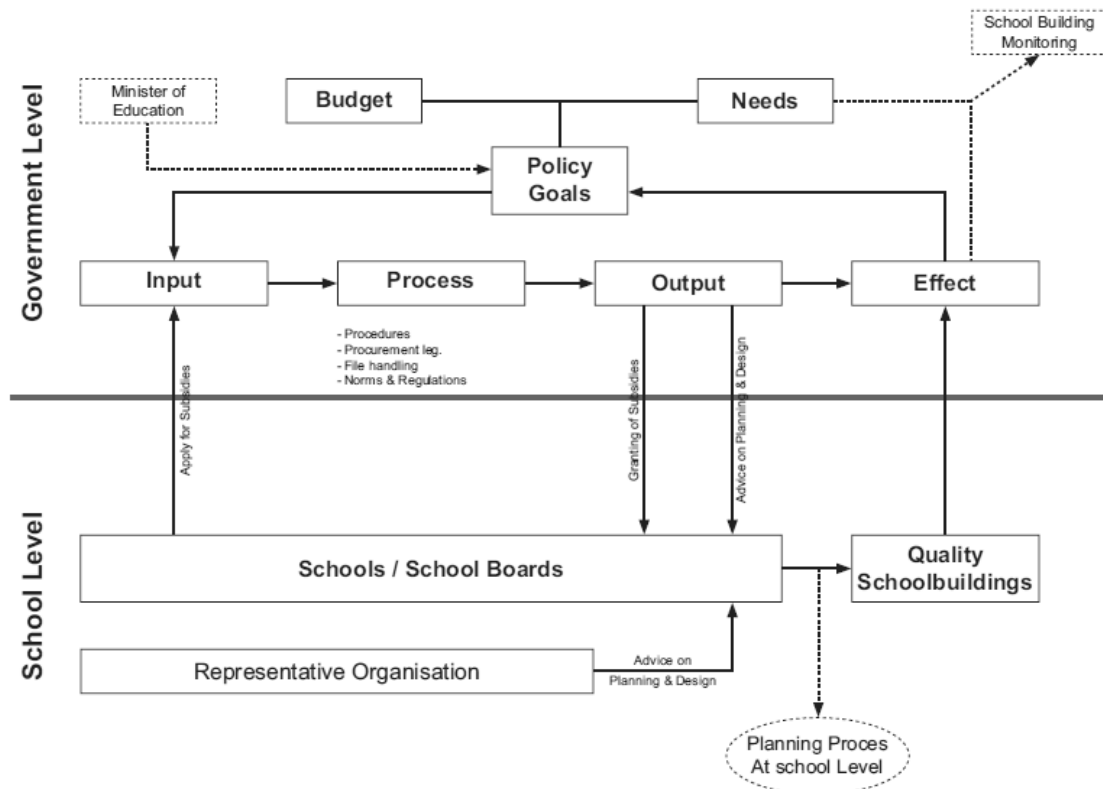 School Building
Monitoring
Minister of
Education
Budget
Needs
Policy
Goals
Government Level
Input
Process
Output
Effect
- Procedures
- Procurement leg.
- File handling
- Norms & Regulations
Apply for Subsidies
Granting of Subsidies
Advice on Planning & Design
School Level
Schools / School Boards
Quality
Schoolbuildings
Representative Organisation
Advice on
Planning & Design
Planning Proces
At school Level